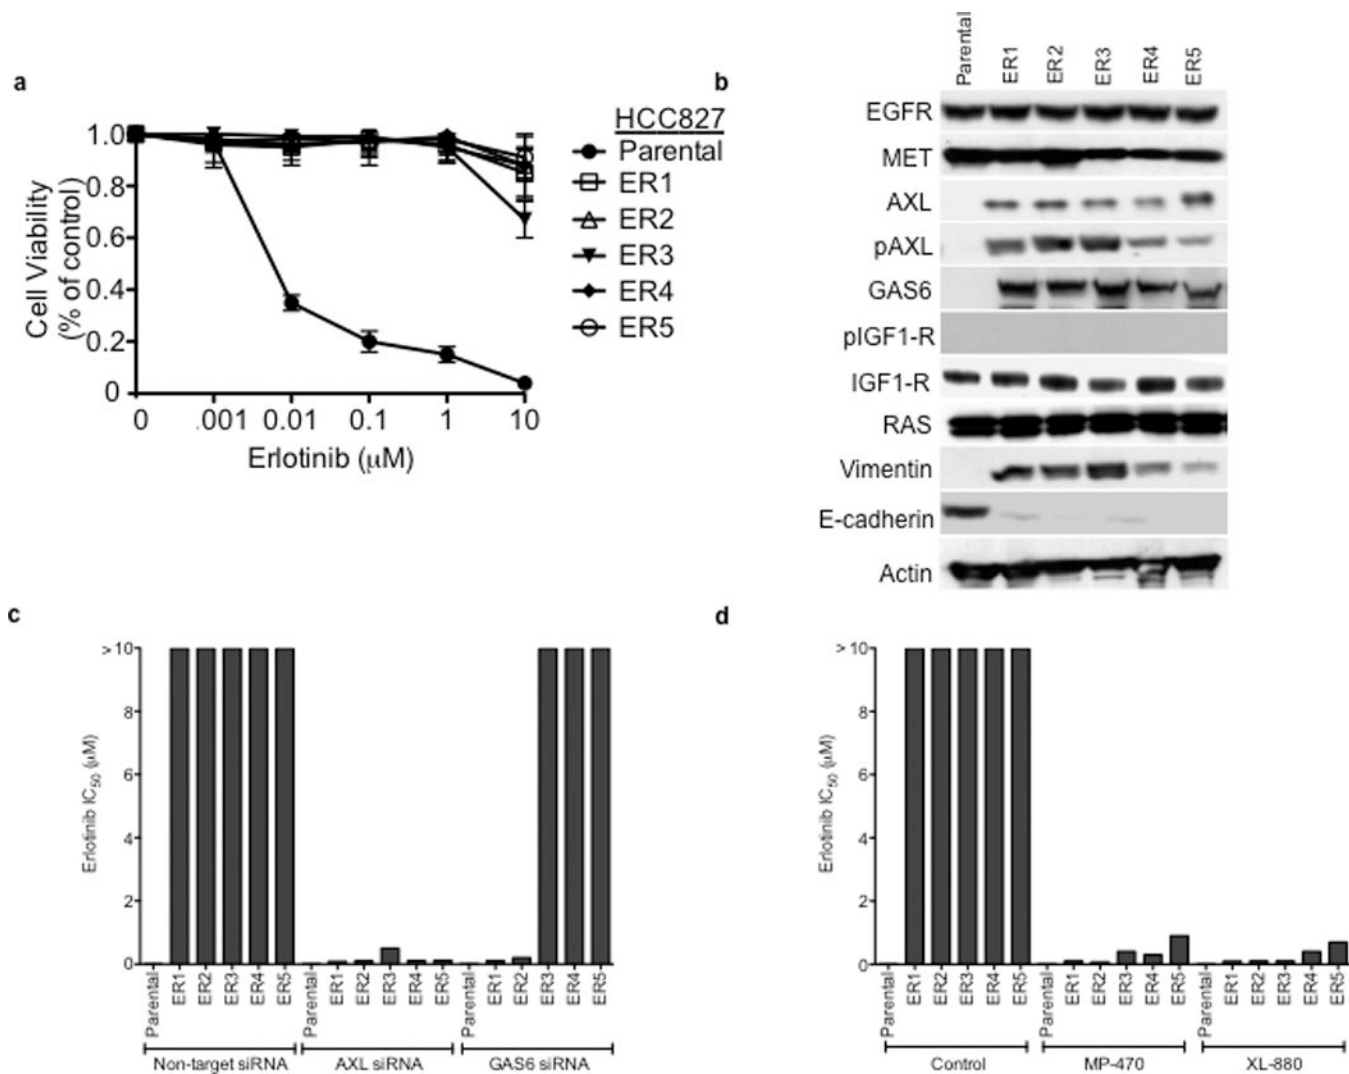 a
1.0
0.8
0.6
0.4
0.2
0
Cell Viability
(% of control)
0 .001 0.01 0.1 1 10
Erlotinib (μM)
HCC827
Parental
ER1
ER2
ER3
ER4
ER5
b
Parental ER1 ER2 ER3 ER4 ER5
EGFR
MET
AXL
pAXL
GAS6
pIGF1-R
IGF1-R
RAS
Vimentin
E-cadherin
Actin
c
>10
8
6
4
2
0
Erlotinib IC50 (μM)
Parental ER1 ER2 ER3 ER4 ER5 Parental ER1 ER2 ER3 ER4 ER5 Parental ER1 ER2 ER3 ER4 ER5
Non-target siRNA AXL siRNA GAS6 siRNA
d
>10
8
6
4
2
0
Erlotinib IC50 (μM)
Parental ER1 ER2 ER3 ER4 ER5 Parental ER1 ER2 ER3 ER4 ER5 Parental ER1 ER2 ER3 ER4 ER5
Control MP-470 XL-880